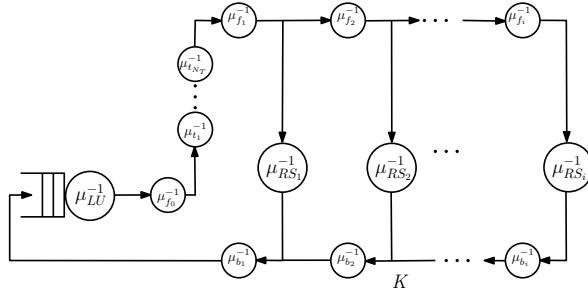 μ_{f_1}^{-1} μ_{f_2}^{-1} ··· μ_{f_i}^{-1}
μ_{t_{N_T}}^{-1}
μ_{t_1}^{-1}
μ_{RS_1}^{-1} μ_{RS_2}^{-1} ··· μ_{RS_i}^{-1}
μ_{LU}^{-1} μ_{f_0}^{-1}
μ_{b_1}^{-1} μ_{b_2}^{-1} ··· μ_{b_i}^{-1}
K